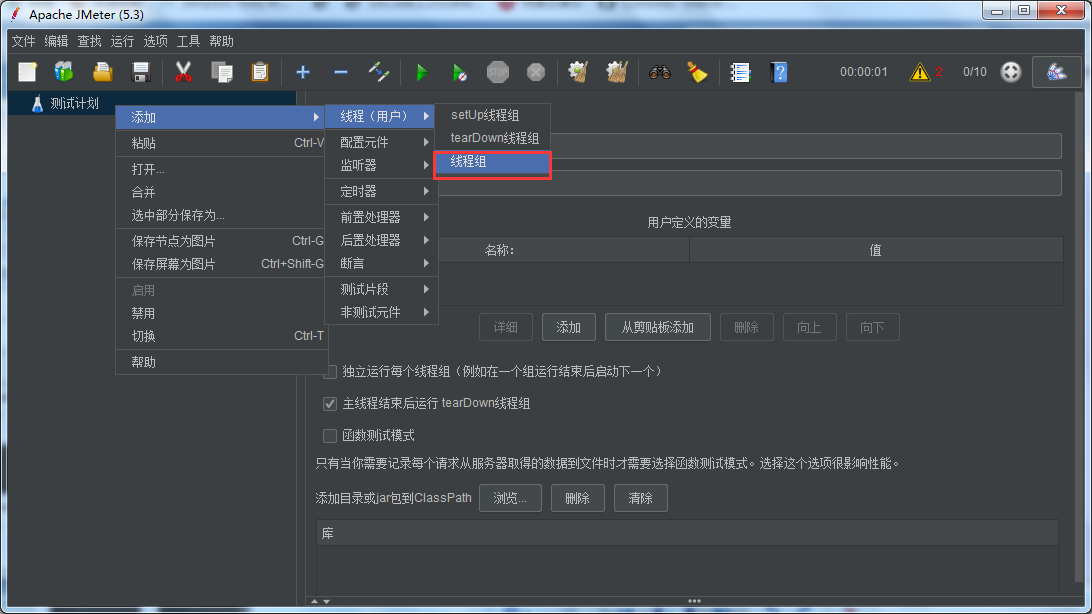 Apache JMeter (5.3)
文件 编辑 查找 运行 选项 工具 帮助
STOP
00:00:01 2 0/10
测试计划
添加
粘贴 Ctrl-V
打开...
合并
选中部分保存为...
保存节点为图片 Ctrl-G
保存屏幕为图片 Ctrl+Shift-G
启用
禁用
切换 Ctrl-T
帮助
线程（用户）
配置元件
监听器
定时器
前置处理器
后置处理器
断言
测试片段
非测试元件
setUp线程组
tearDown线程组
线程组
用户定义的变量
名称: 值
详细 添加 从剪贴板添加 删除 向上 向下
独立运行每个线程组（例如在一个组运行结束后启动下一个）
主线程结束后运行 tearDown线程组
函数测试模式
只有当你需要记录每个请求从服务器取得的数据到文件时才需要选择函数测试模式。选择这个选项很影响性能。
添加目录或jar包到ClassPath 浏览... 删除 清除
库